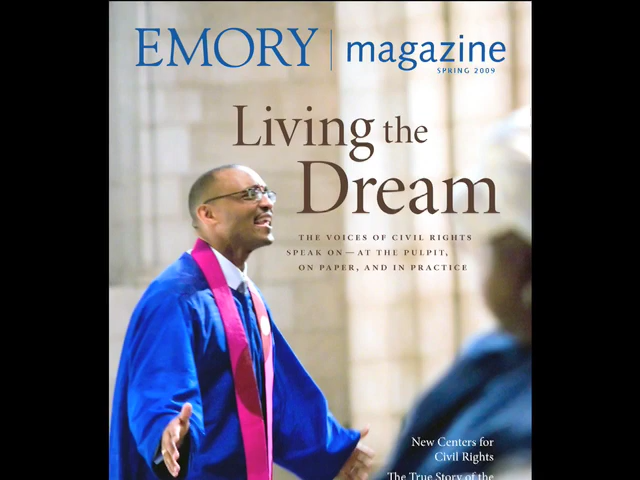 EMORY magazine
SPRING 2009
Living the
Dream
THE VOICES OF CIVIL RIGHTS
SPEAK ON—AT THE PULPIT,
ON PAPER, AND IN PRACTICE
New Centers for
Civil Rights
The True Story of the